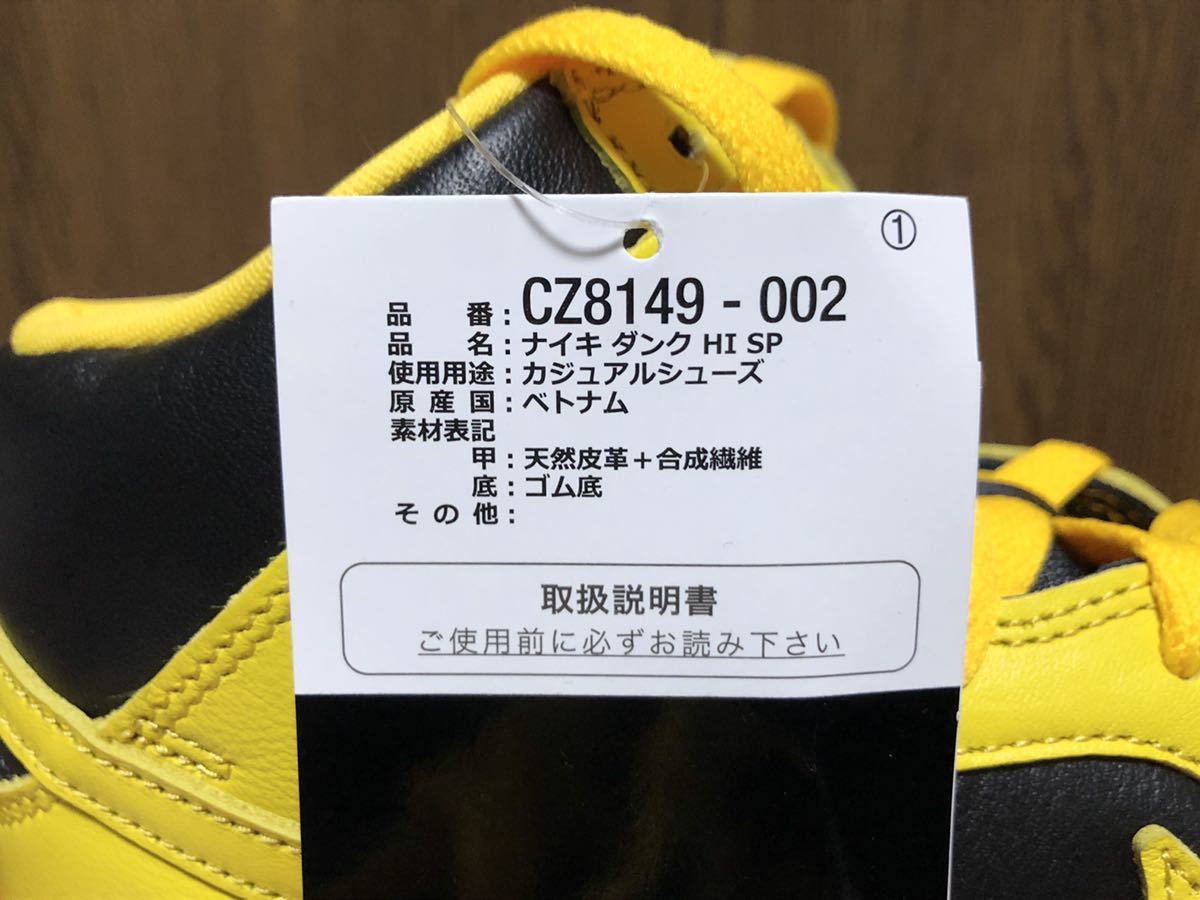 ①
品番:CZ8149-002
品名:ナイキ ダンク HI SP
使用用途:カジュアルシューズ
原産国:ベトナム
素材表記
甲:天然皮革+合成繊維
底:ゴム底
その他:
取扱説明書
ご使用前に必ずお読み下さい